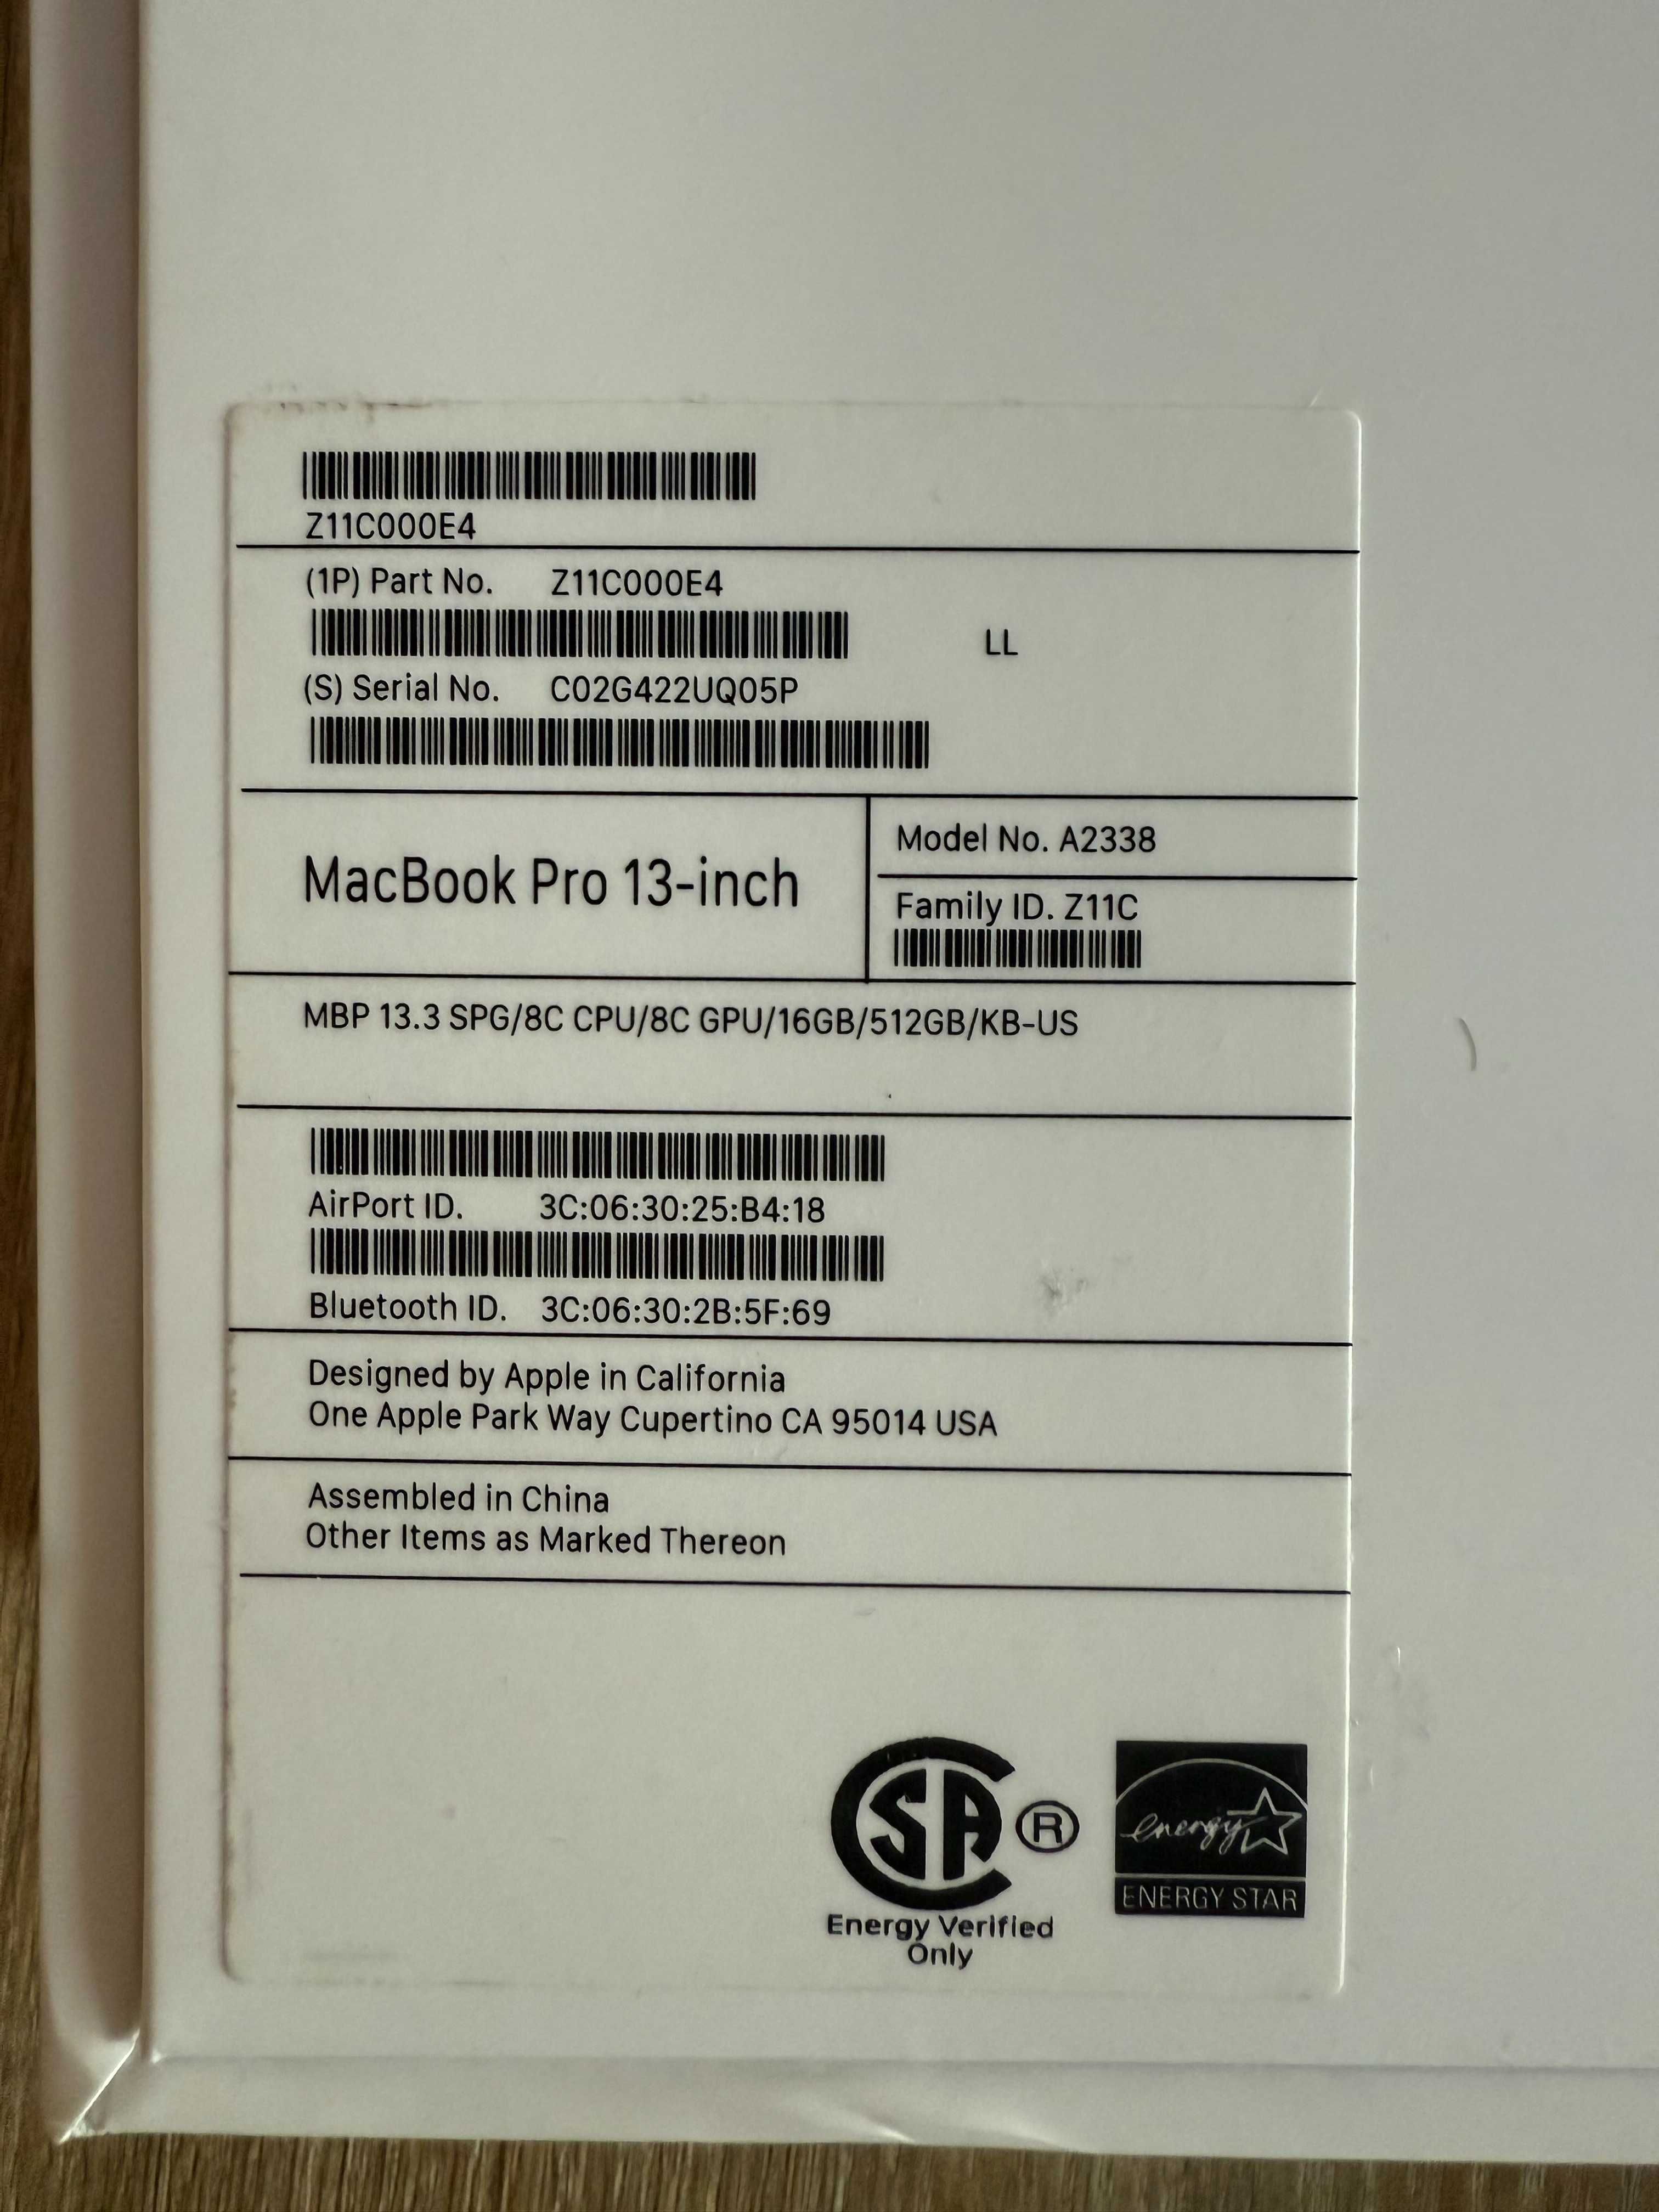 Z11C000E4
(1P) Part No. Z11C000E4
LL
(S) Serial No. C02G422UQ05P
MacBook Pro 13-inch
Model No. A2338
Family ID. Z11C
MBP 13.3 SPG/8C CPU/8C GPU/16GB/512GB/KB-US
AirPort ID. 3C:06:30:25:B4:18
Bluetooth ID. 3C:06:30:2B:5F:69
Designed by Apple in California
One Apple Park Way Cupertino CA 95014 USA
Assembled in China
Other Items as Marked Thereon
CSA ®
Energy Verified
Only
energy
ENERGY STAR